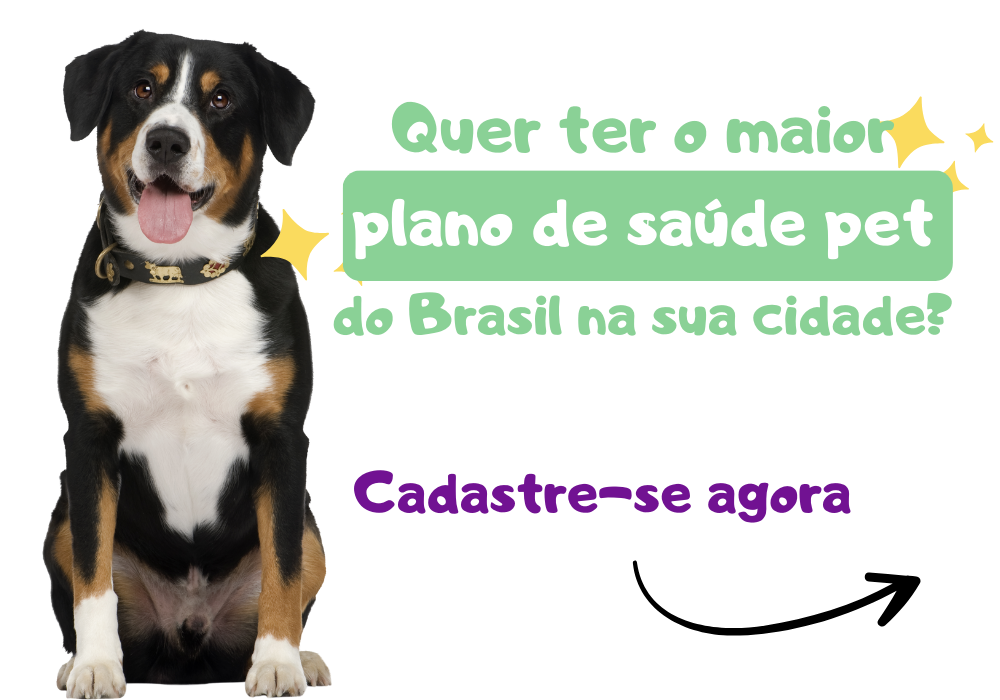 Quer ter o maior
plano de saúde pet
do Brasil na sua cidade?
Cadastre-se agora